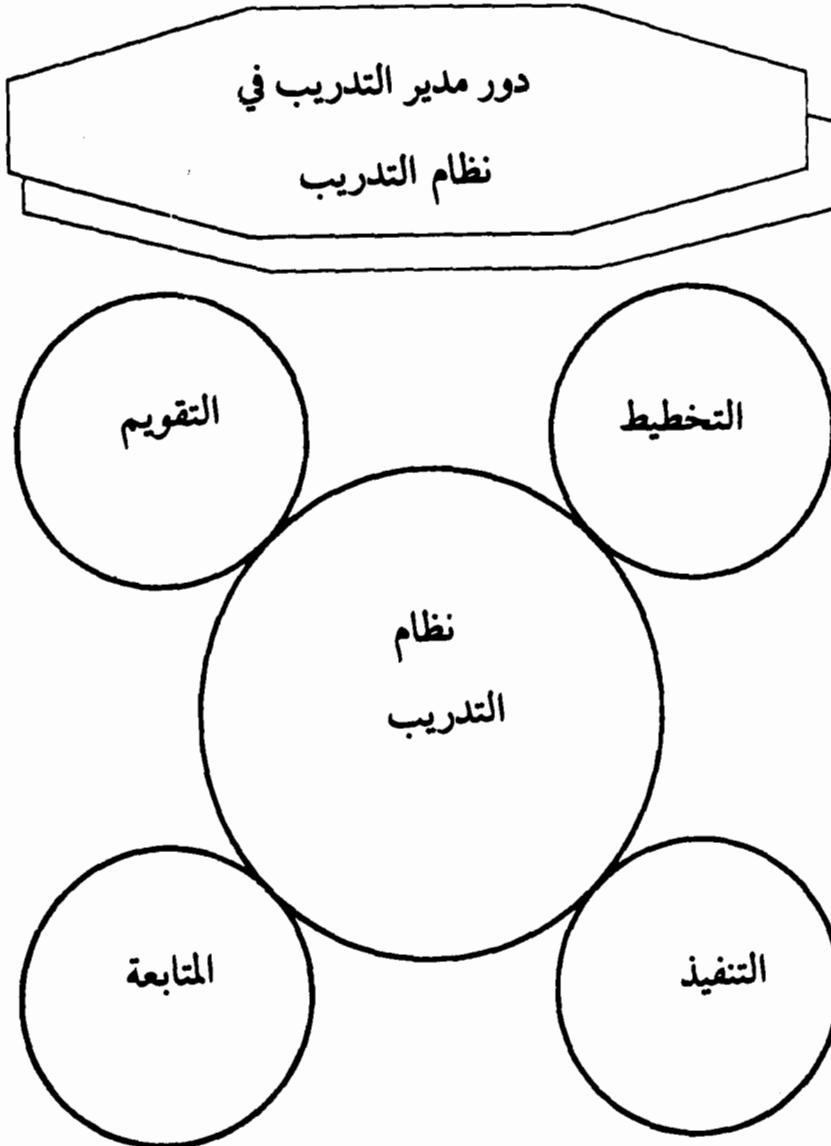 دور مدير التدريب في
نظام التدريب
التخطيط
التقويم
نظام
التدريب
التنفيذ
المتابعة